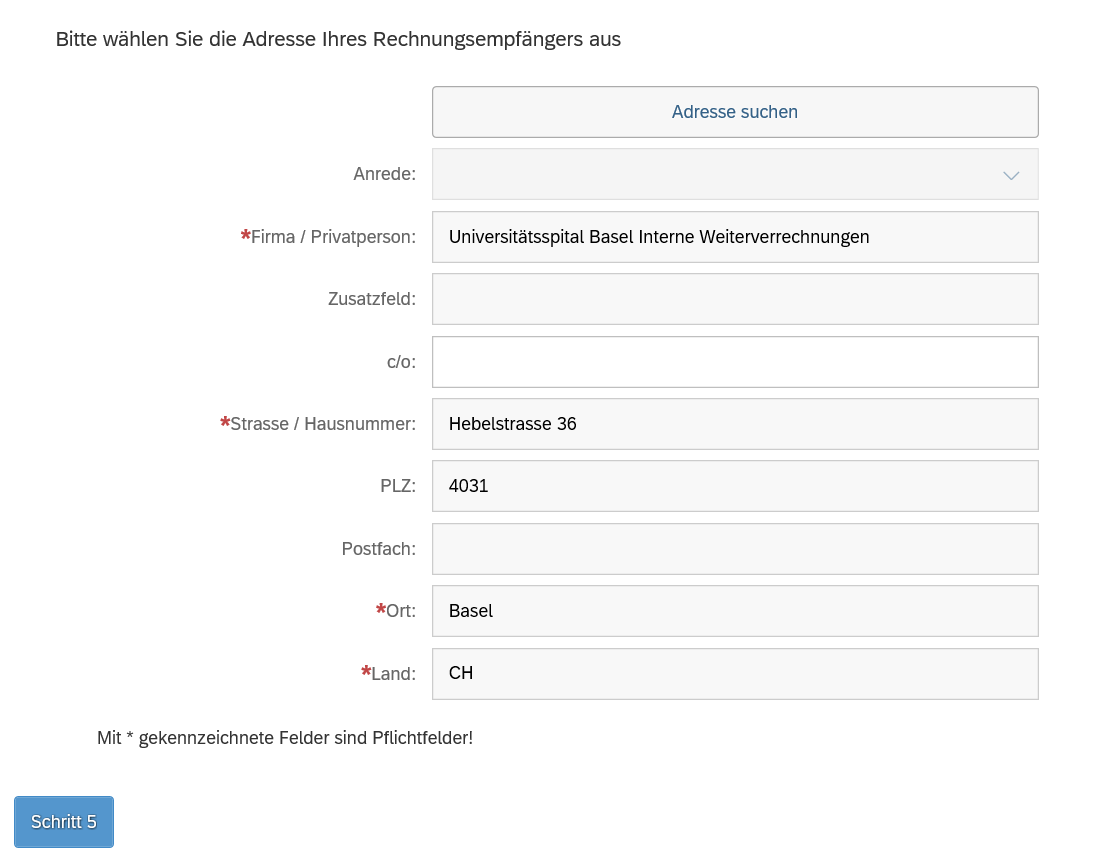 Bitte wählen Sie die Adresse Ihres Rechnungsempfängers aus
Adresse suchen
Anrede:
*Firma / Privatperson: Universitätsspital Basel Interne Weiterverrechnungen
Zusatzfeld:
c/o:
*Strasse / Hausnummer: Hebelstrasse 36
PLZ: 4031
Postfach:
*Ort: Basel
*Land: CH
Mit * gekennzeichnete Felder sind Pflichtfelder!
Schritt 5